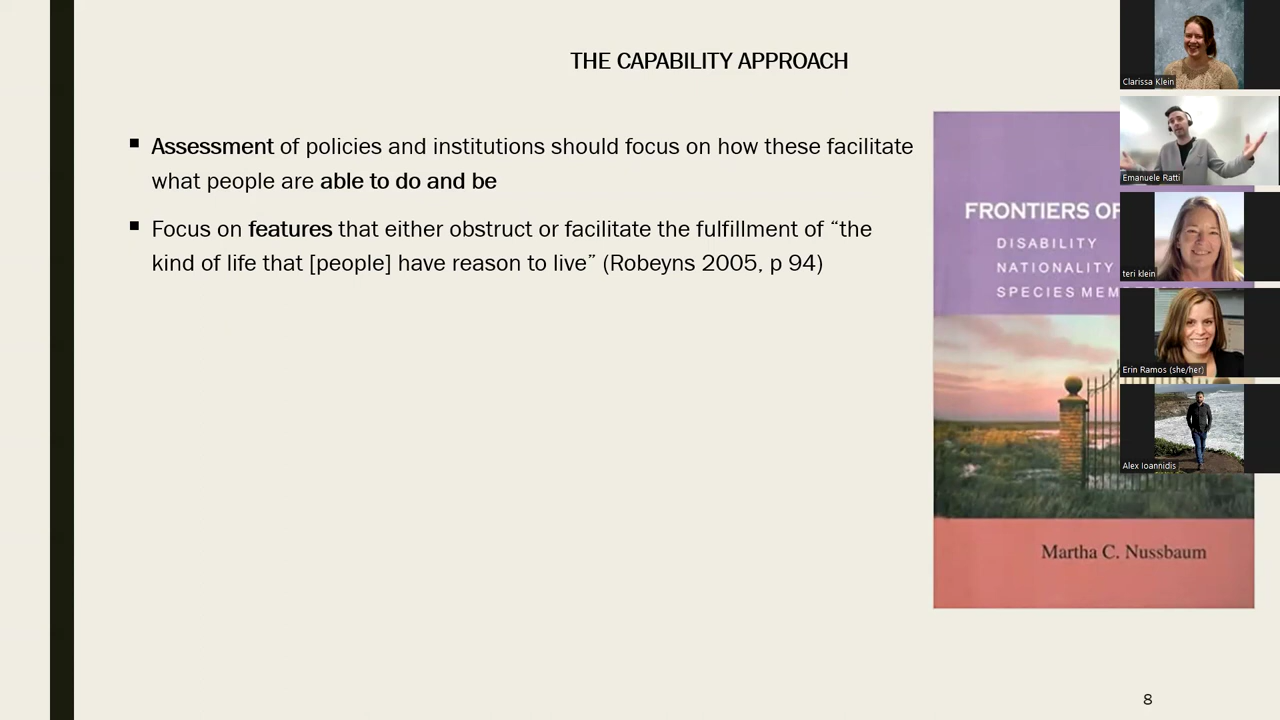 THE CAPABILITY APPROACH
▪ Assessment of policies and institutions should focus on how these facilitate
what people are able to do and be
▪ Focus on features that either obstruct or facilitate the fulfillment of “the
kind of life that [people] have reason to live” (Robeyns 2005, p 94)
FRONTIERS OF
DISABILITY
NATIONALITY
SPECIES MEM
Martha C. Nussbaum
8
Clarissa Klein
Emanuele Ratti
teri klein
Erin Ramos (she/her)
Alex Ioannidis